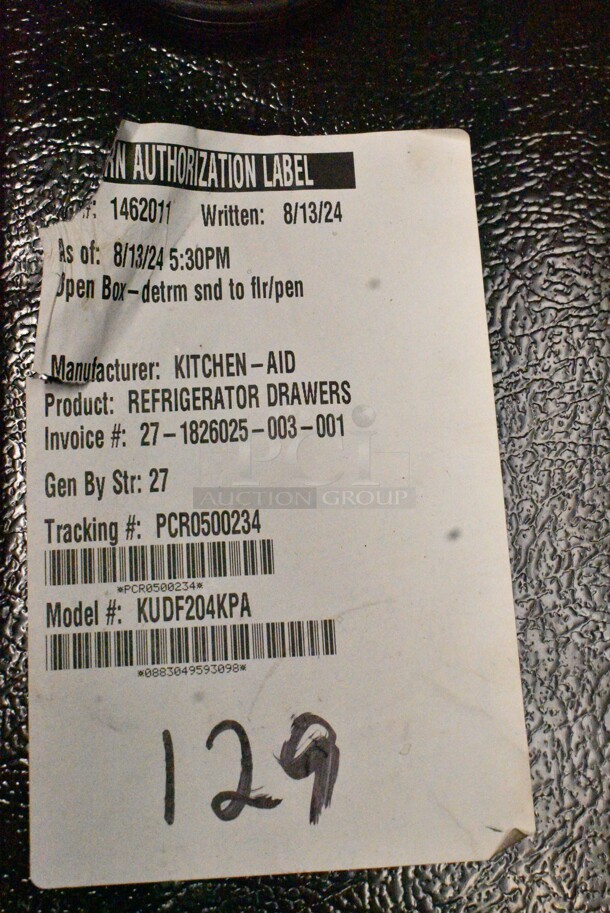 RN AUTHORIZATION LABEL
#: 1462011 Written: 8/13/24
As of: 8/13/24 5:30PM
Open Box-detrm snd to flr/pen
Manufacturer: KITCHEN-AID
Product: REFRIGERATOR DRAWERS
Invoice #: 27-1826025-003-001
PCI
AUCTION GROUP
Gen By Str: 27
Tracking #: PCR0500234
*PCR0500234*
Model #: KUDF204KPA
*0883049593098*
129